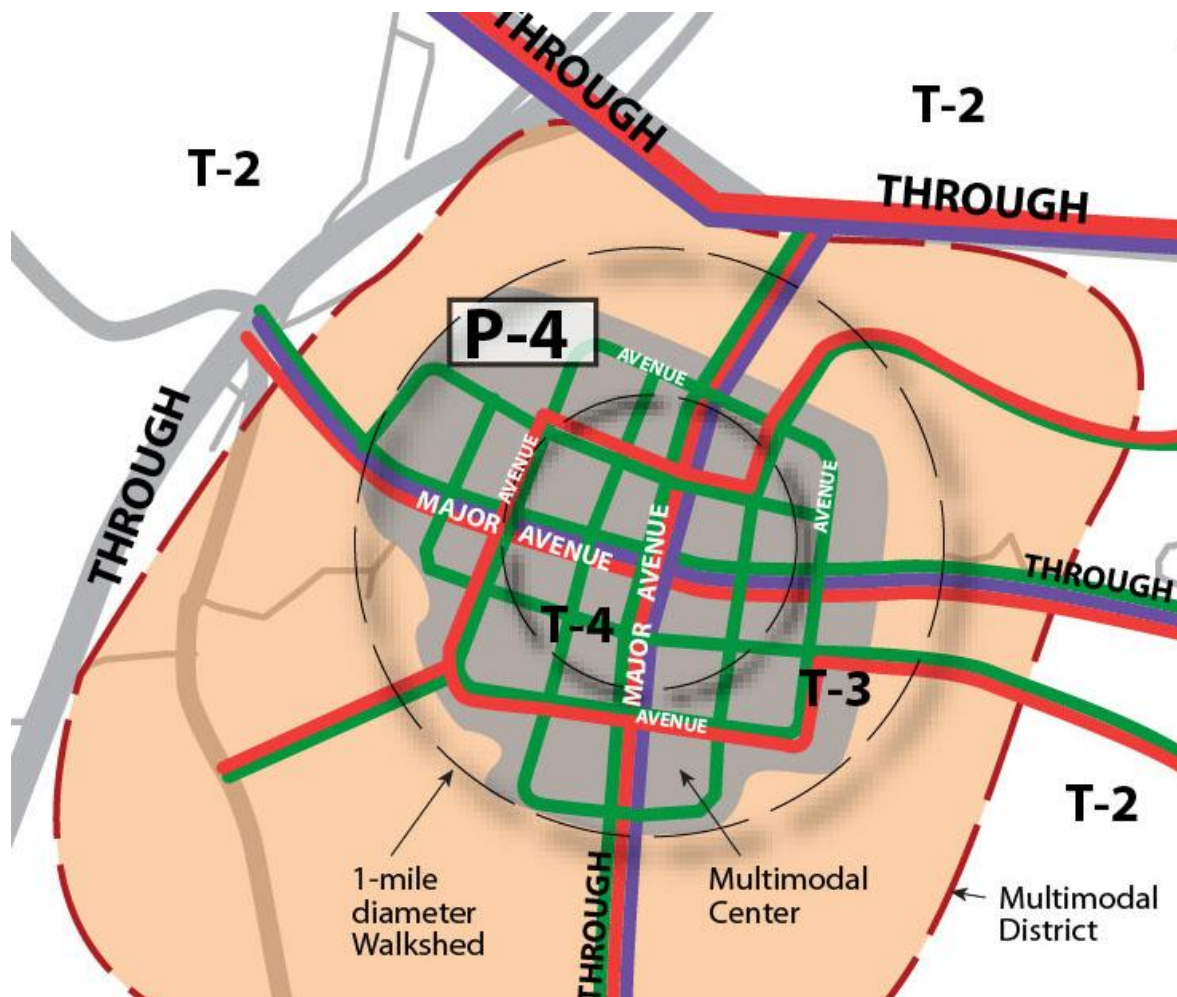 THROUGH
T-2
T-2
THROUGH
P-4
AVENUE
AVENUE
AVENUE
THROUGH
MAJOR
AVENUE
MAJOR AVENUE
THROUGH
T-4
T-3
AVENUE
T-2
1-mile
diameter
Walkshed
Multimodal
Center
Multimodal
District
THROUGH